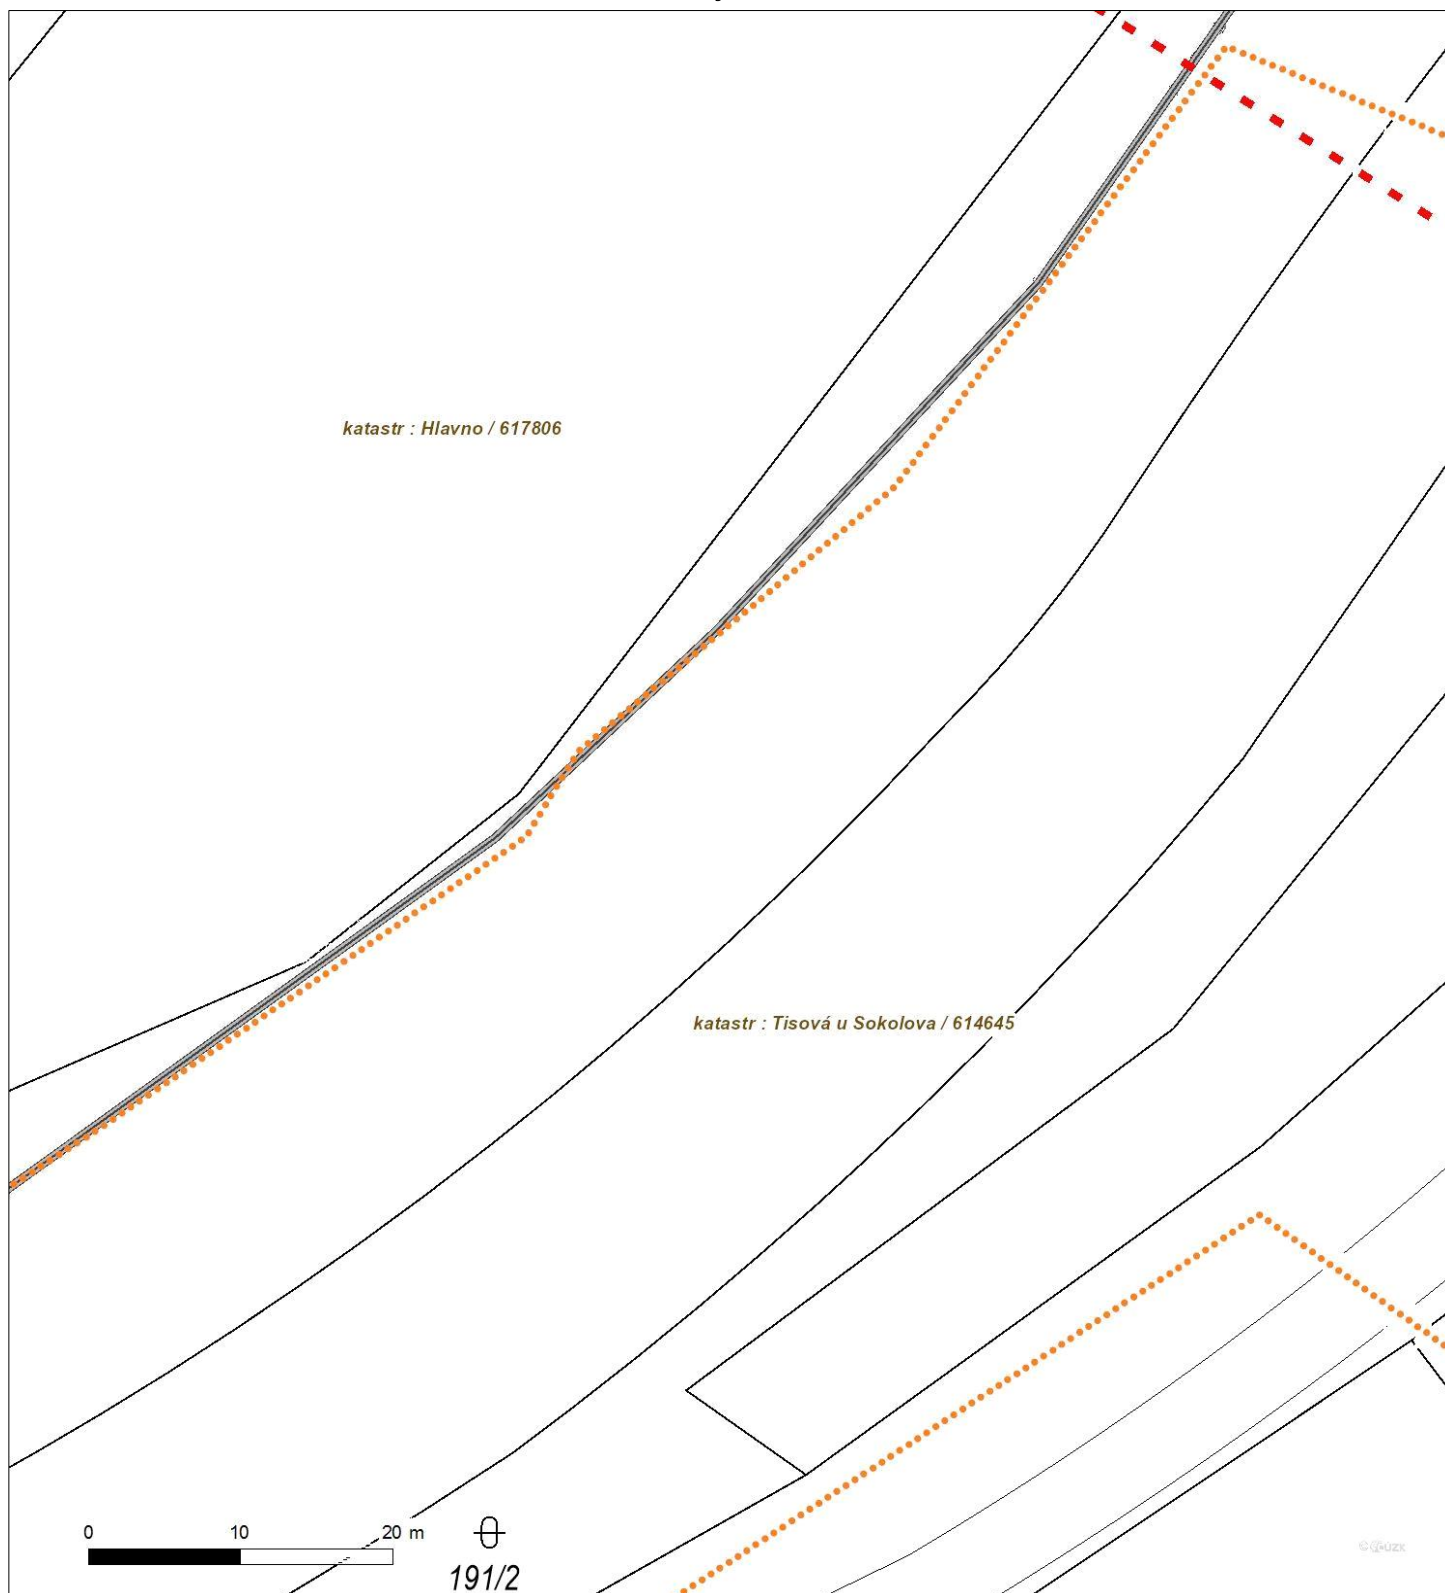 katastr : Hlavno / 617806
katastr : Tisová u Sokolova / 614645
0 10 20 m
191/2